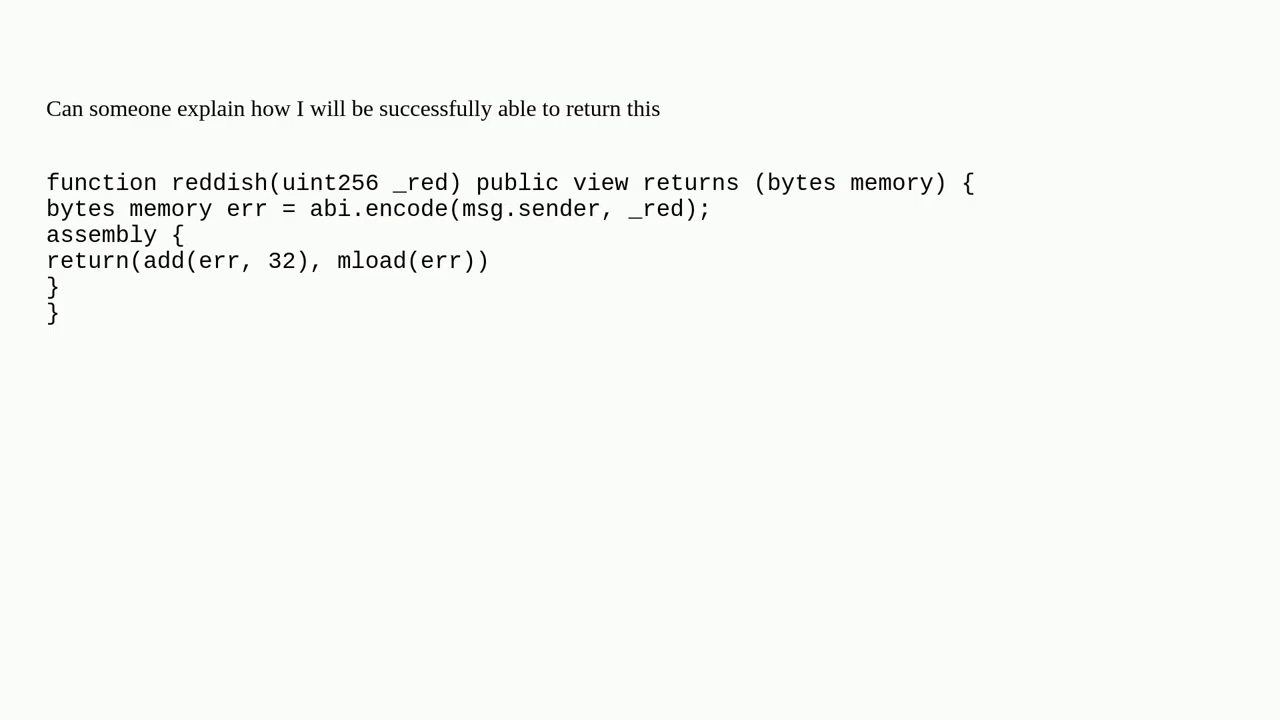 Can someone explain how I will be successfully able to return this
function reddish(uint256 _red) public view returns (bytes memory) {
bytes memory err = abi.encode(msg.sender, _red);
assembly {
return(add(err, 32), mload(err))
}
}